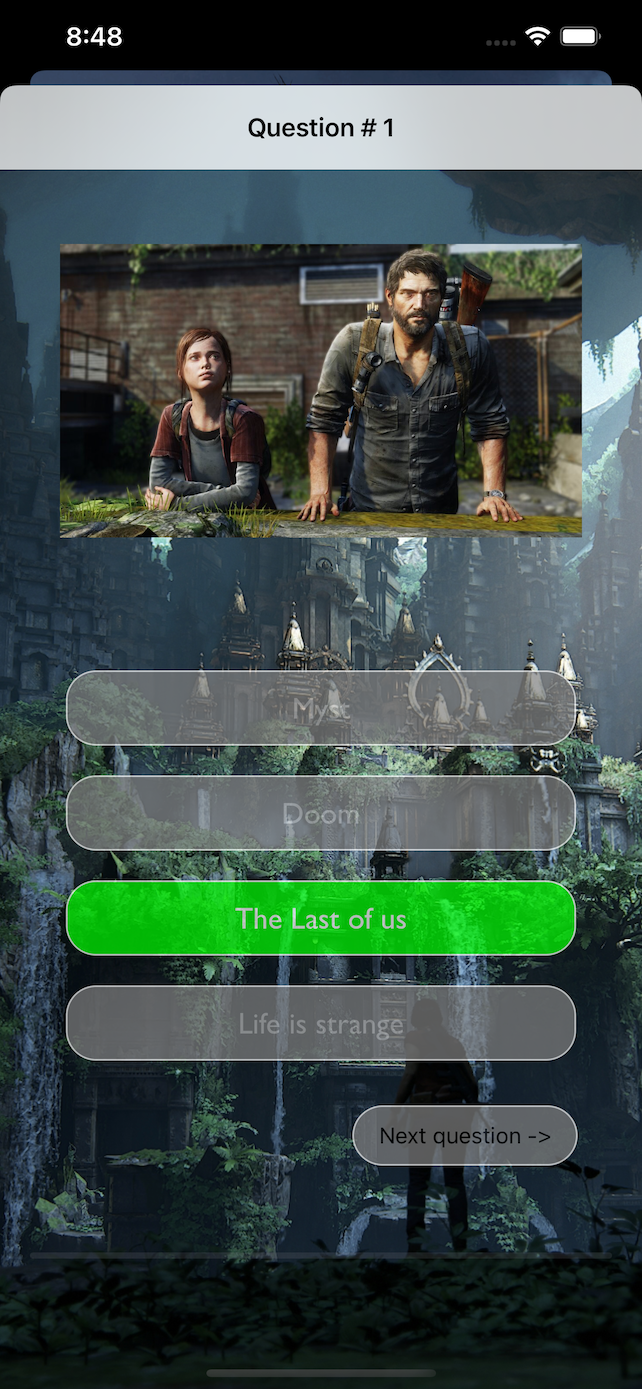 8:48
Question # 1
Myst
Doom
The Last of us
Life is strange
Next question ->